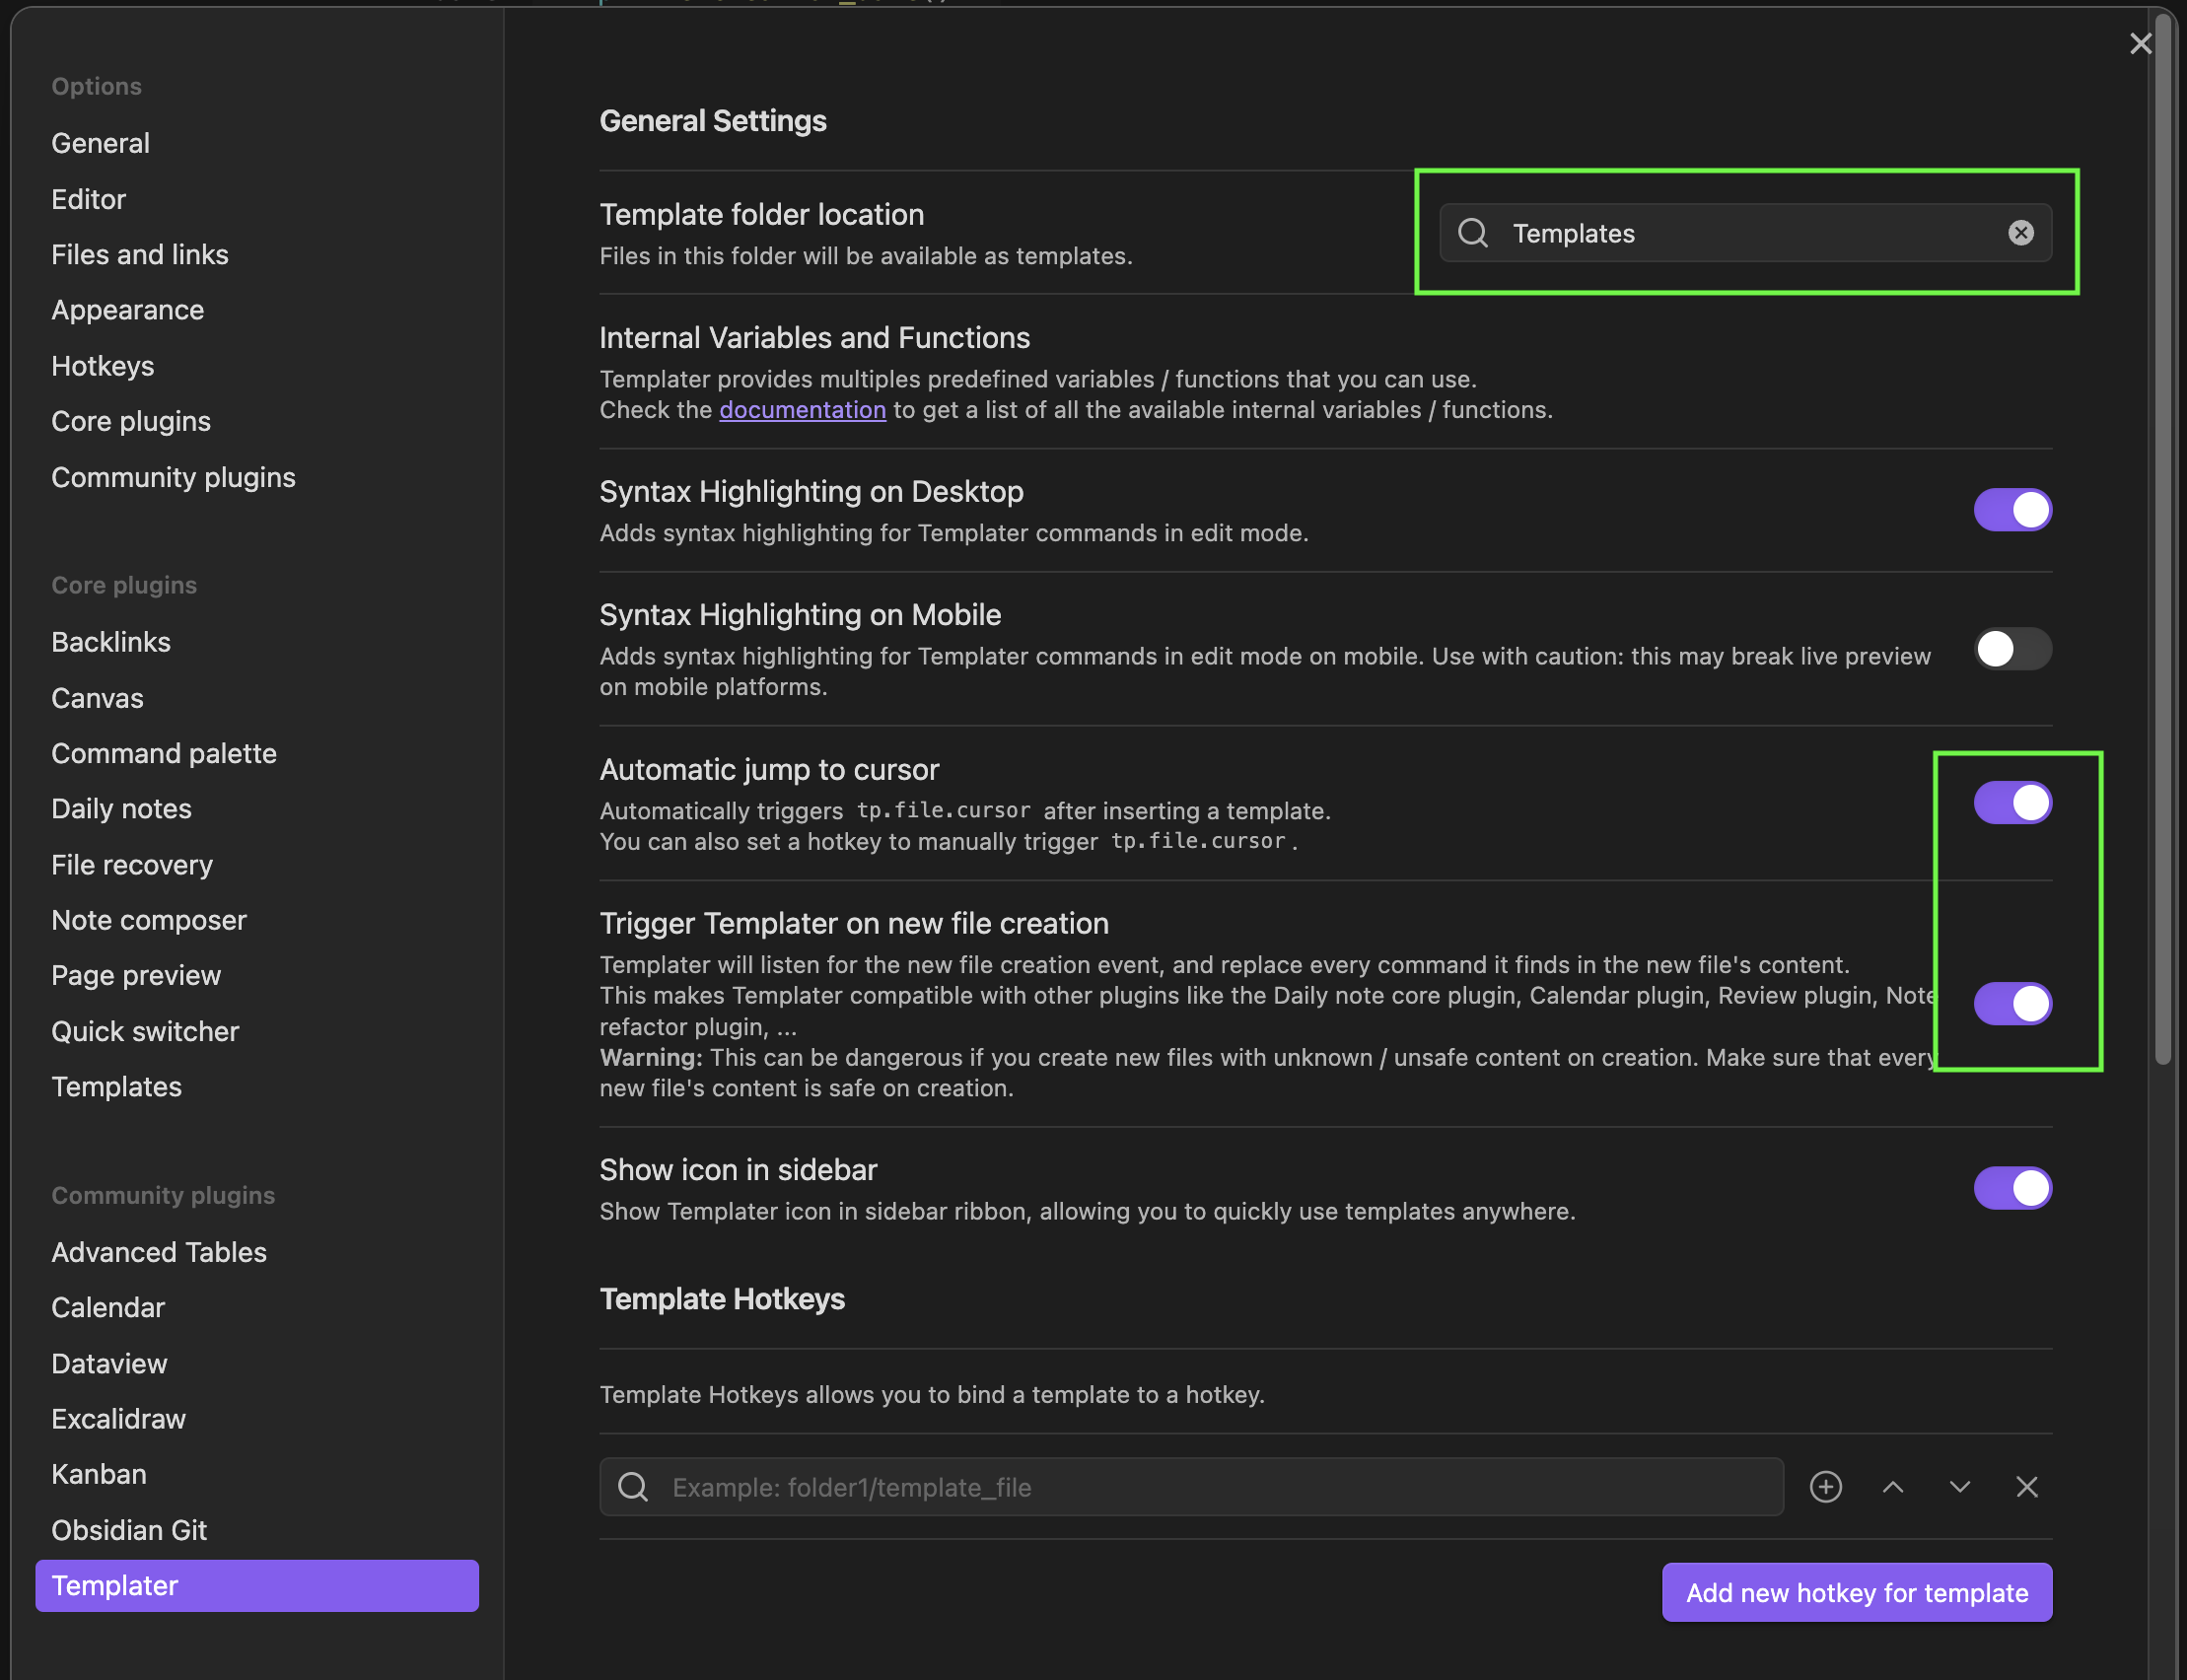 Options
General
Editor
Files and links
Appearance
Hotkeys
Core plugins
Community plugins
Core plugins
Backlinks
Canvas
Command palette
Daily notes
File recovery
Note composer
Page preview
Quick switcher
Templates
Community plugins
Advanced Tables
Calendar
Dataview
Excalidraw
Kanban
Obsidian Git
Templater
General Settings
Template folder location
Files in this folder will be available as templates.
Templates
Internal Variables and Functions
Templater provides multiples predefined variables / functions that you can use.
Check the documentation to get a list of all the available internal variables / functions.
Syntax Highlighting on Desktop
Adds syntax highlighting for Templater commands in edit mode.
Syntax Highlighting on Mobile
Adds syntax highlighting for Templater commands in edit mode on mobile. Use with caution: this may break live preview
on mobile platforms.
Automatic jump to cursor
Automatically triggers tp.file.cursor after inserting a template.
You can also set a hotkey to manually trigger tp.file.cursor.
Trigger Templater on new file creation
Templater will listen for the new file creation event, and replace every command it finds in the new file's content.
This makes Templater compatible with other plugins like the Daily note core plugin, Calendar plugin, Review plugin, Note
refactor plugin, ...
Warning: This can be dangerous if you create new files with unknown / unsafe content on creation. Make sure that every
new file's content is safe on creation.
Show icon in sidebar
Show Templater icon in sidebar ribbon, allowing you to quickly use templates anywhere.
Template Hotkeys
Template Hotkeys allows you to bind a template to a hotkey.
Example: folder1/template_file
Add new hotkey for template